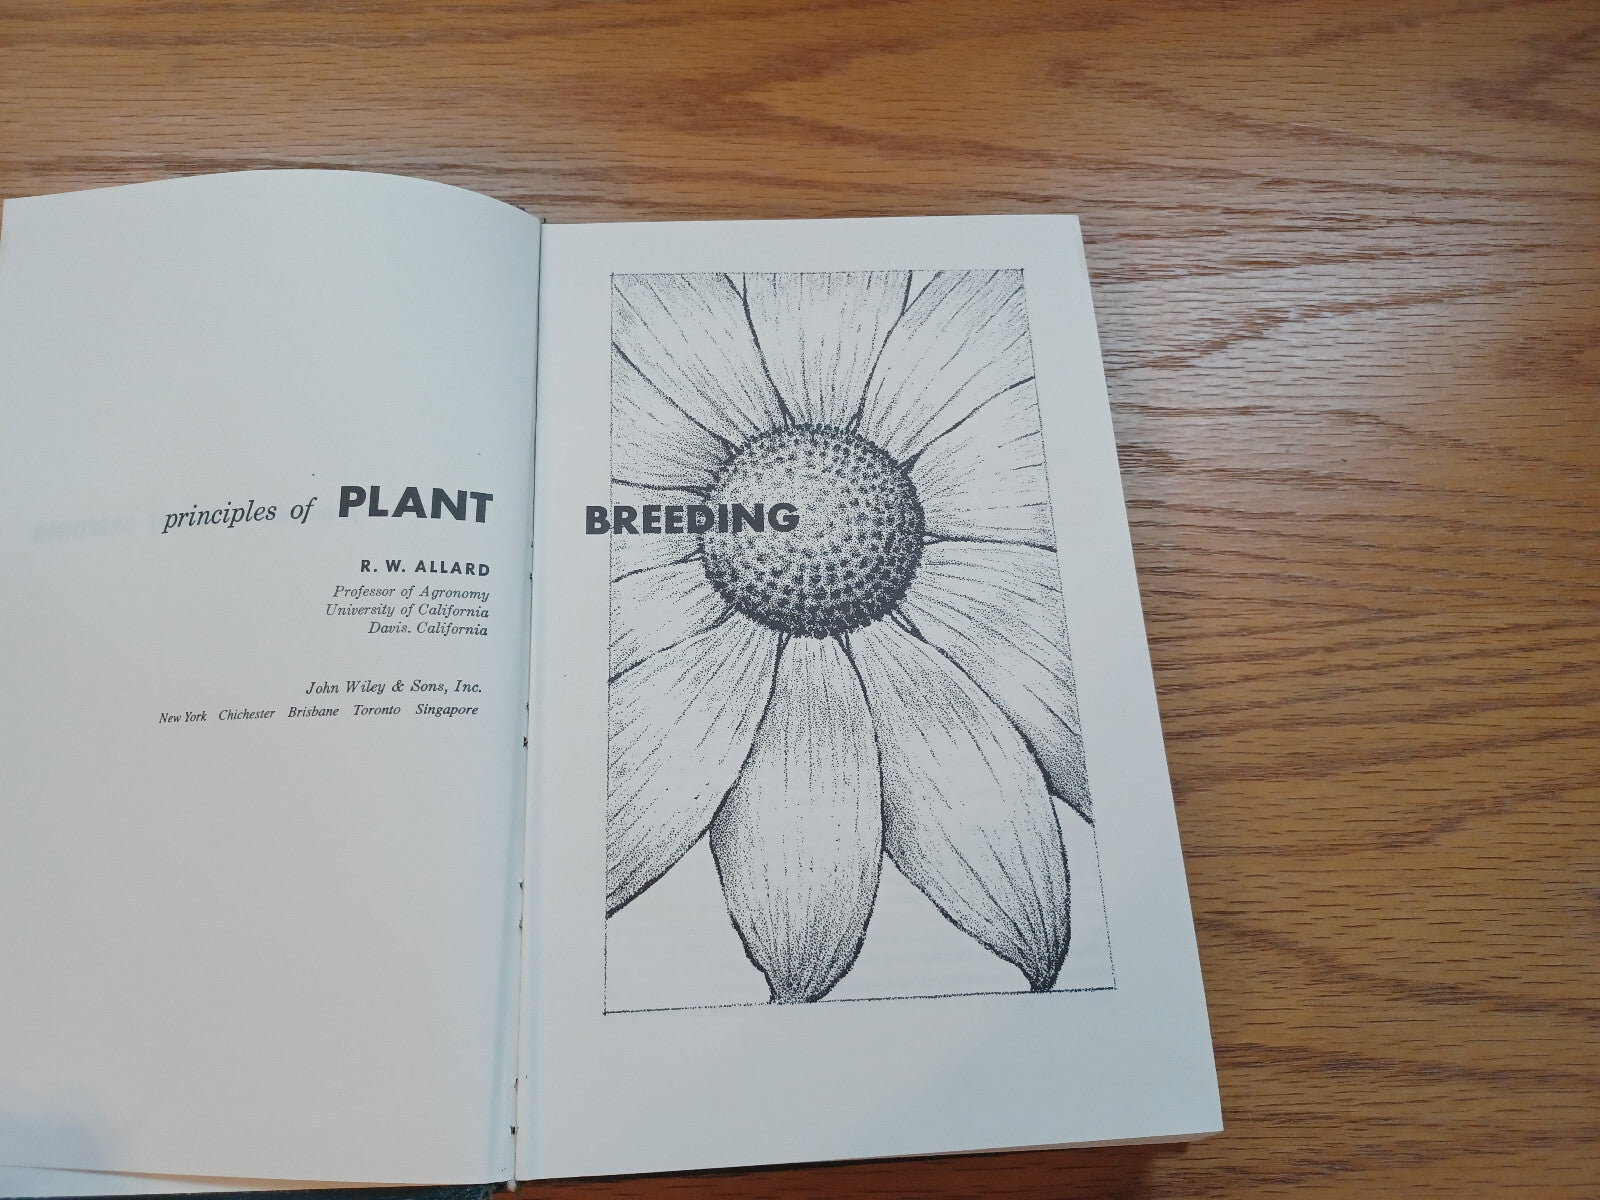 principles of PLANT BREEDING
R. W. ALLARD
Professor of Agronomy
University of California
Davis. California
John Wiley & Sons, Inc.
New York Chichester Brisbane Toronto Singapore